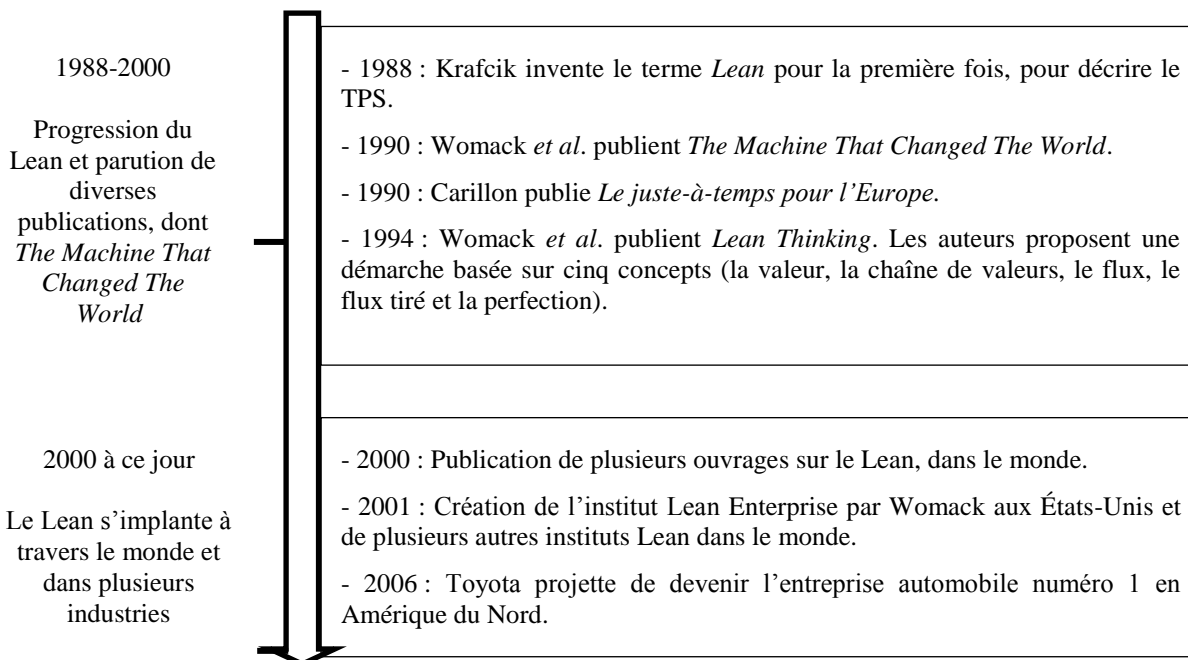 1988-2000
Progression du
Lean et parution de
diverses
publications, dont
The Machine That
Changed The
World
- 1988 : Krafcik invente le terme Lean pour la première fois, pour décrire le
TPS.
- 1990 : Womack et al. publient The Machine That Changed The World.
- 1990 : Carillon publie Le juste-à-temps pour l’Europe.
- 1994 : Womack et al. publient Lean Thinking. Les auteurs proposent une
démarche basée sur cinq concepts (la valeur, la chaîne de valeurs, le flux, le
flux tiré et la perfection).
2000 à ce jour
Le Lean s’implante à
travers le monde et
dans plusieurs
industries
- 2000 : Publication de plusieurs ouvrages sur le Lean, dans le monde.
- 2001 : Création de l’institut Lean Enterprise par Womack aux États-Unis et
de plusieurs autres instituts Lean dans le monde.
- 2006 : Toyota projette de devenir l’entreprise automobile numéro 1 en
Amérique du Nord.